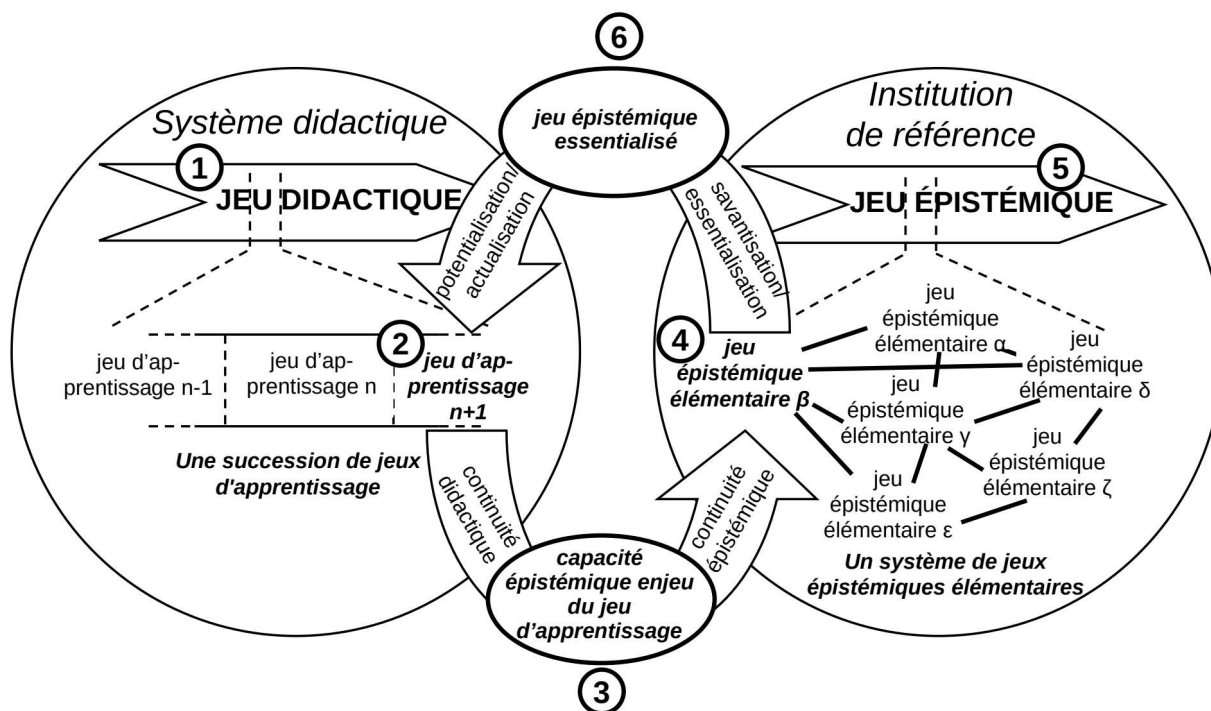 6
jeu épistémique
essentialisé
Système didactique
1
JEU DIDACTIQUE
potentialisation/
actualisation
jeu d'ap-
prentissage n-1
jeu d'ap-
prentissage n
2
jeu d'ap-
prentissage
n+1
Une succession de jeux
d'apprentissage
continuité
didactique
capacité
épistémique enjeu
du jeu
d'apprentissage
3
continuité
épistémique
Institution
de référence
5
JEU ÉPISTÉMIQUE
savantisation/
essentialisation
4
jeu
épistémique
élémentaire β
jeu
épistémique
élémentaire α
jeu
épistémique
élémentaire δ
jeu
épistémique
élémentaire γ
jeu
épistémique
élémentaire ζ
jeu
épistémique
élémentaire ε
Un système de jeux
épistémiques élémentaires